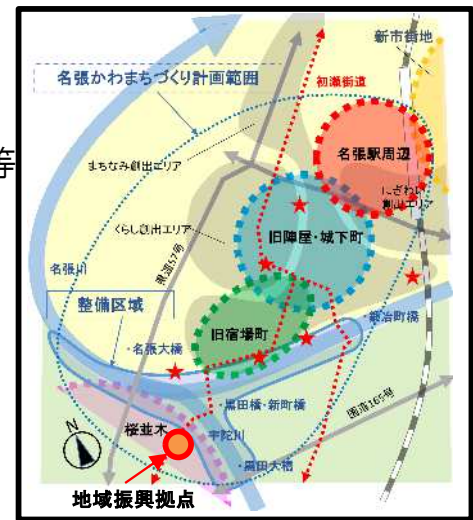 新市街地
名張かわまちづくり計画範囲
初瀬街道
等
名張駅周辺
まちなみ創出エリア
にぎわい
創出エリア
くらし創出エリア
旧陣屋・城下町
県道57号
名張川
整備区域
・鍛冶町橋
旧宿場町
・名張大橋
国道165号
・黒田橋・新町橋
桜並木
宇陀川
N
・黒田大橋
地域振興拠点